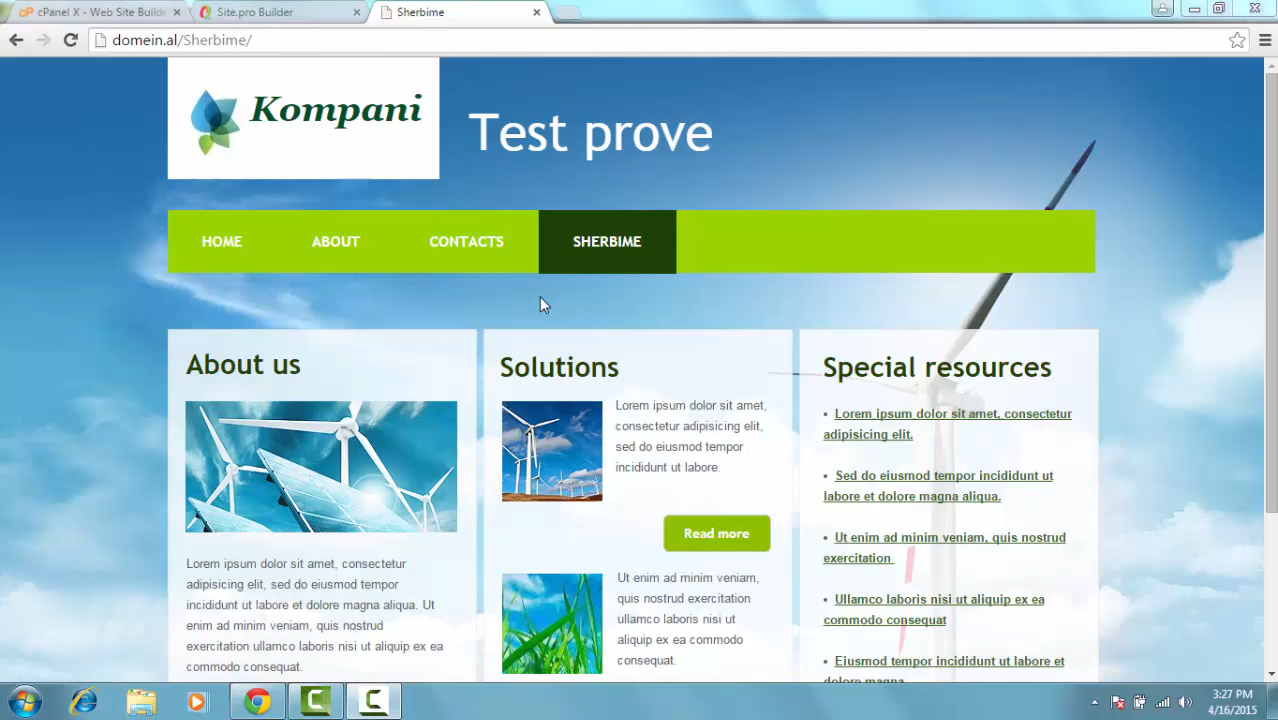 cPanel X - Web Site Builde
Site.pro Builder
Sherbime
domein.al/Sherbime/
Kompani
Test prove
HOME
ABOUT
CONTACTS
SHERBIME
About us
Lorem ipsum dolor sit amet, consectetur
adipisicing elit, sed do eiusmod tempor
incididunt ut labore et dolore magna aliqua. Ut
enim ad minim veniam, quis nostrud
exercitation ullamco laboris nisi ut aliquip ex ea
commodo consequat.
Solutions
Lorem ipsum dolor sit amet,
consectetur adipisicing elit,
sed do eiusmod tempor
incididunt ut labore.
Read more
Ut enim ad minim veniam,
quis nostrud exercitation
ullamco laboris nisi ut
aliquip ex ea commodo
consequat.
Special resources
• Lorem ipsum dolor sit amet, consectetur
adipisicing elit.
• Sed do eiusmod tempor incididunt ut
labore et dolore magna aliqua.
• Ut enim ad minim veniam, quis nostrud
exercitation
• Ullamco laboris nisi ut aliquip ex ea
commodo consequat
• Eiusmod tempor incididunt ut labore et
dolore magna
3:27 PM
4/16/2015